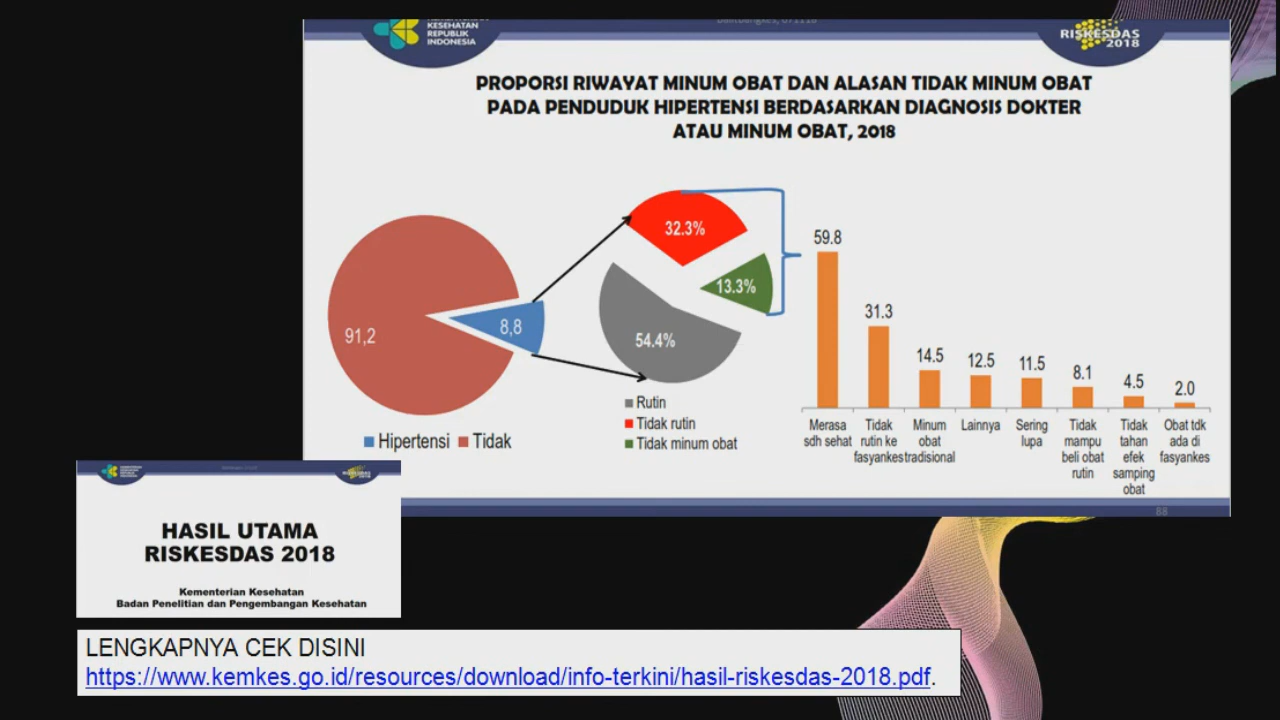 KESEHATAN
REPUBLIK
INDONESIA
RISKESDAS
2018
PROPORSI RIWAYAT MINUM OBAT DAN ALASAN TIDAK MINUM OBAT
PADA PENDUDUK HIPERTENSI BERDASARKAN DIAGNOSIS DOKTER
ATAU MINUM OBAT, 2018
91,2
8,8
Hipertensi Tidak
32.3%
13.3%
54.4%
Rutin
Tidak rutin
Tidak minum obat
59.8
31.3
14.5
12.5
11.5
8.1
4.5
2.0
Merasa
sdh sehat
Tidak
rutin ke
fasyankes
Minum
obat
tradisional
Lainnya
Sering
lupa
Tidak
mampu
beli obat
rutin
Tidak
tahan
efek
samping
obat
Obat tdk
ada di
fasyankes
88
HASIL UTAMA
RISKESDAS 2018
Kementerian Kesehatan
Badan Penelitian dan Pengembangan Kesehatan
LENGKAPNYA CEK DISINI
https://www.kemkes.go.id/resources/download/info-terkini/hasil-riskesdas-2018.pdf.